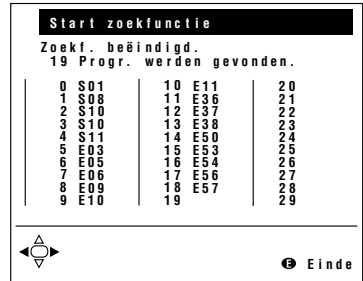 Start zoekfunctie
Zoekf. beëindigd.
19 Progr. werden gevonden.
0 S01 10 E11 20
1 S08 11 E36 21
2 S10 12 E37 22
3 S10 13 E38 23
4 S11 14 E50 24
5 E03 15 E53 25
6 E05 16 E54 26
7 E06 17 E56 27
8 E09 18 E57 28
9 E10 19 29
E Einde